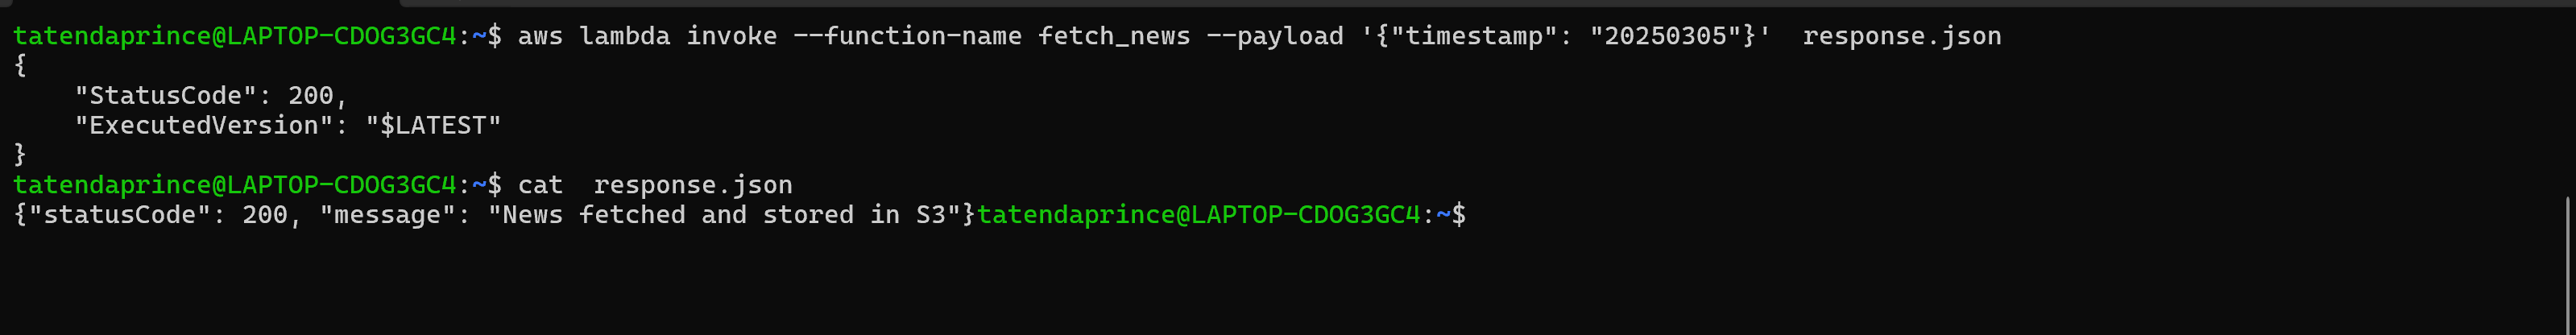 tatendaprince@LAPTOP-CDOG3GC4:~$ aws lambda invoke --function-name fetch_news --payload '{"timestamp": "20250305"}'  response.json
{
    "StatusCode": 200,
    "ExecutedVersion": "$LATEST"
}
tatendaprince@LAPTOP-CDOG3GC4:~$ cat  response.json
{"statusCode": 200, "message": "News fetched and stored in S3"}tatendaprince@LAPTOP-CDOG3GC4:~$